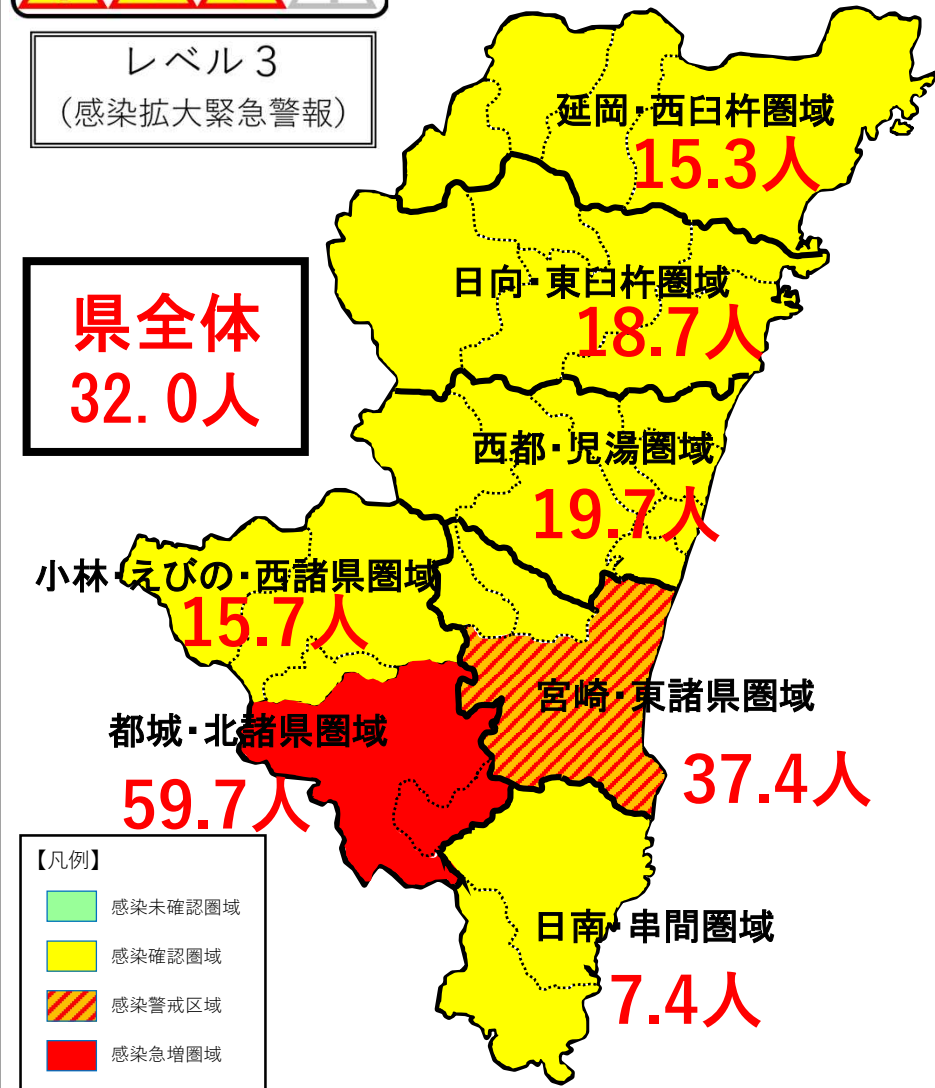 レベル３
（感染拡大緊急警報）
延岡・西臼杵圏域
15.3人
日向・東臼杵圏域
18.7人
県全体
32.0人
西都・児湯圏域
19.7人
小林・えびの・西諸県圏域
15.7人
宮崎・東諸県圏域
37.4人
都城・北諸県圏域
59.7人
【凡例】
感染未確認圏域
感染確認圏域
感染警戒区域
感染急増圏域
日南・串間圏域
7.4人